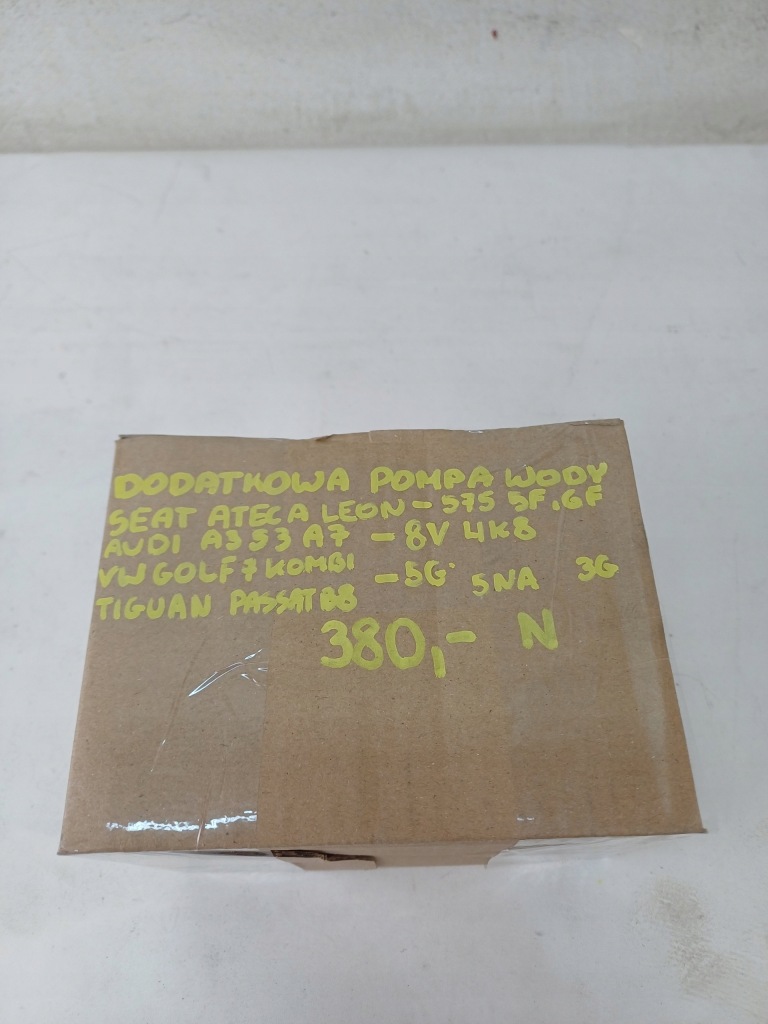 DODATKOWA POMPA WODY
SEAT ATECA LEON - 575 5F.6F
AUDI A3 S3 A7 - 8V 4K8
VW GOLF 7 KOMBI - 5G 5NA 3G
TIGUAN PASSAT B8
380,- N